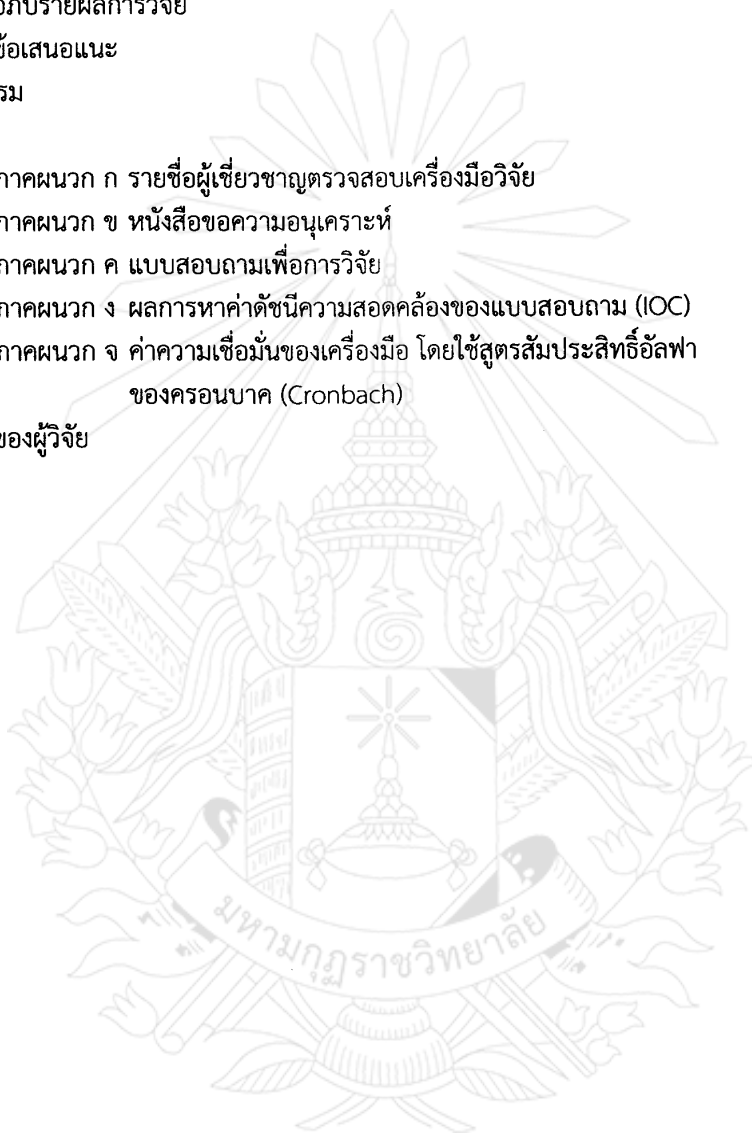 อภิปรายผลการวิจัย
ข้อเสนอแนะ
รม
ภาคผนวก ก รายชื่อผู้เชี่ยวชาญตรวจสอบเครื่องมือวิจัย
ภาคผนวก ข หนังสือขอความอนุเคราะห์
ภาคผนวก ค แบบสอบถามเพื่อการวิจัย
ภาคผนวก ง ผลการหาค่าดัชนีความสอดคล้องของแบบสอบถาม (IOC)
ภาคผนวก จ ค่าความเชื่อมั่นของเครื่องมือ โดยใช้สูตรสัมประสิทธิ์อัลฟา
ของครอนบาค (Cronbach)
ของผู้วิจัย
มหามกุฏราชวิทยาลัย